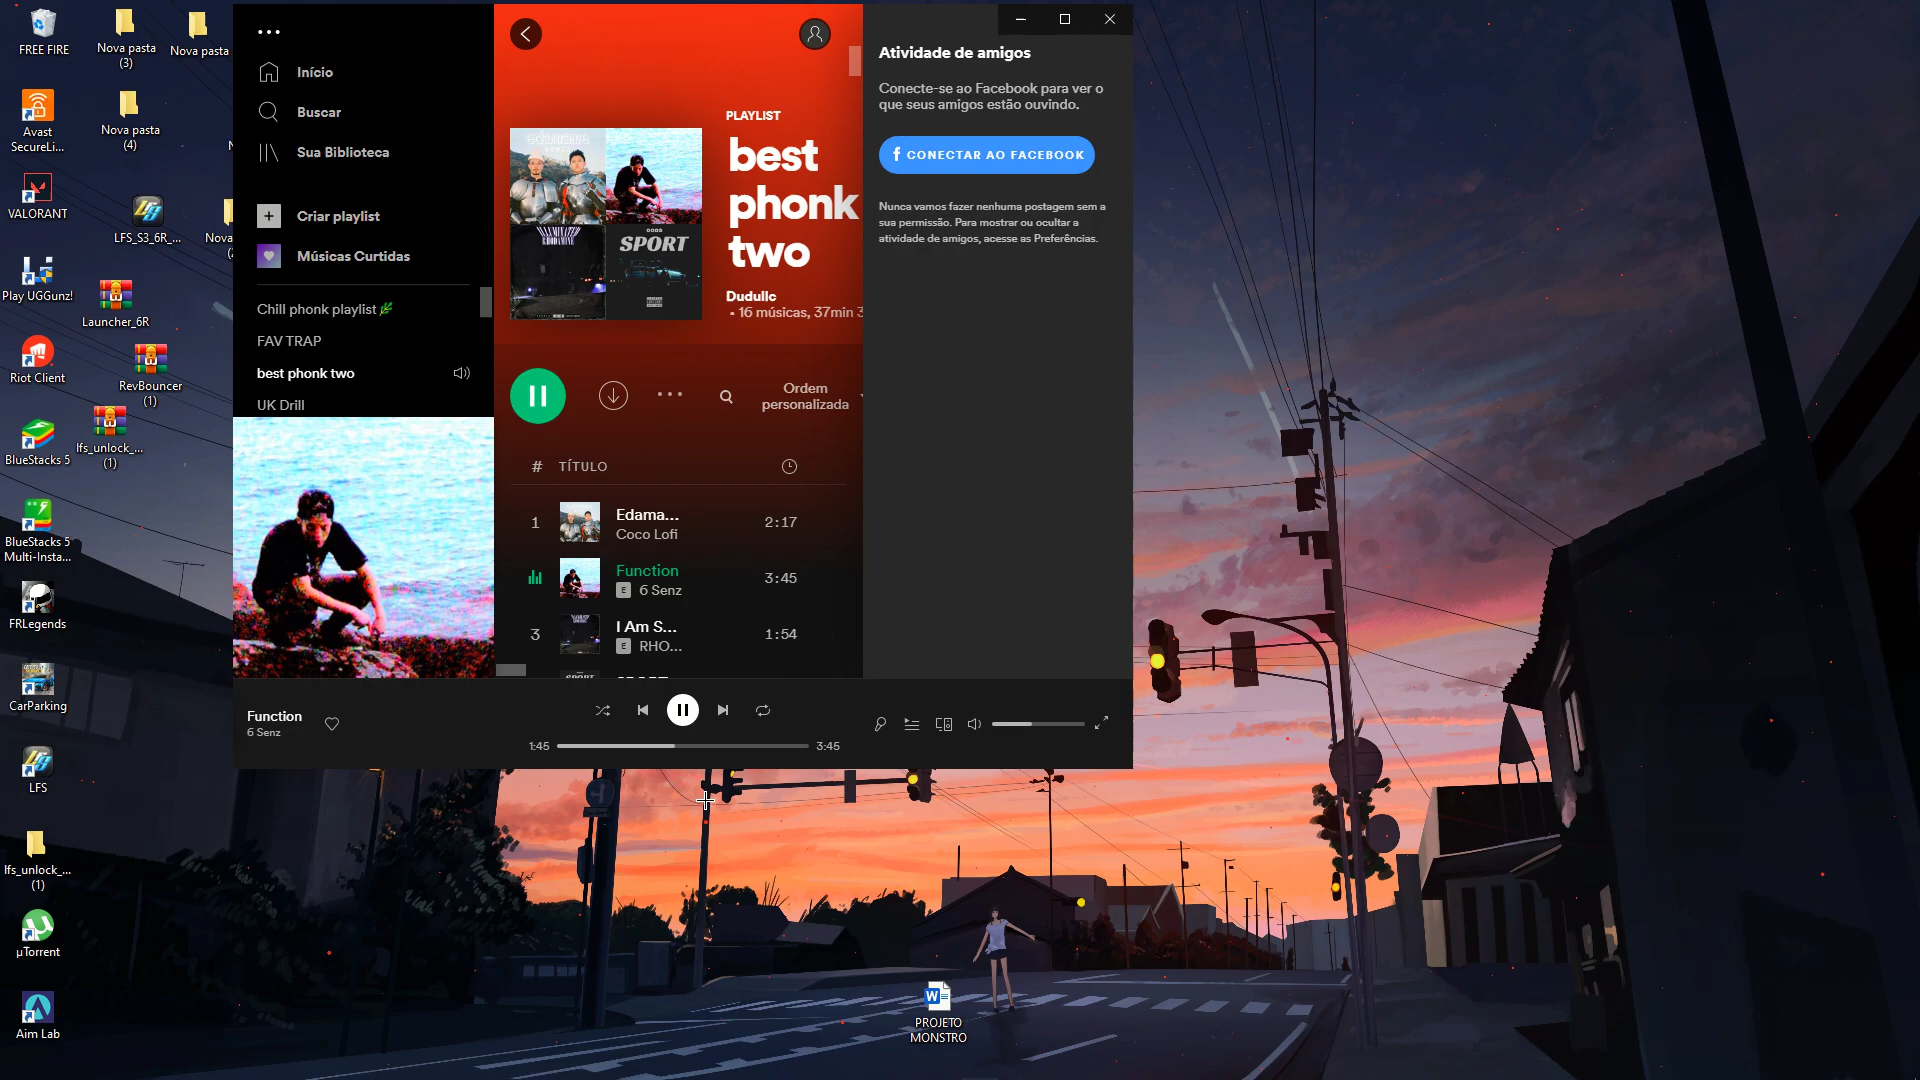 FREE FIRE
Nova pasta
(3)
Nova pasta
Avast
SecureLi...
Nova pasta
(4)
VALORANT
LFS_S3_6R_...
Nova
Play UGGunz!
Launcher_6R
Riot Client
RevBouncer
(1)
BlueStacks 5
lfs_unlock_...
(1)
BlueStacks 5
Multi-Insta...
FRLegends
CarParking
LFS
lfs_unlock_...
(1)
µTorrent
Aim Lab
PROJETO
MONSTRO
Início
Buscar
Sua Biblioteca
Criar playlist
Músicas Curtidas
Chill phonk playlist
FAV TRAP
best phonk two
UK Drill
PLAYLIST
best
phonk
two
Dudullc
• 16 músicas, 37min 3
SPORT
Ordem
personalizada
# TÍTULO
1 Edama... 2:17
Coco Lofi
Function 3:45
E 6 Senz
3 I Am S... 1:54
E RHO...
Atividade de amigos
Conecte-se ao Facebook para ver o
que seus amigos estão ouvindo.
f CONECTAR AO FACEBOOK
Nunca vamos fazer nenhuma postagem sem a
sua permissão. Para mostrar ou ocultar a
atividade de amigos, acesse as Preferências.
Function
6 Senz
1:45 3:45